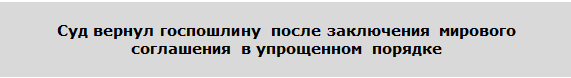 Суд вернул госпошлину после заключения мирового
соглашения в упрощенном порядке